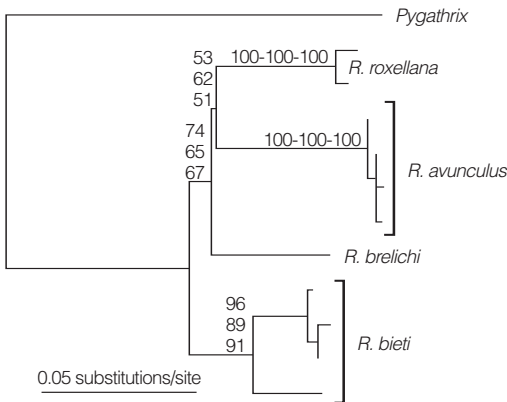 Pygathrix
53
100-100-100
R. roxellana
62
51
74
100-100-100
65
R. avunculus
67
R. brelichi
96
89
R. bieti
91
0.05 substitutions/site